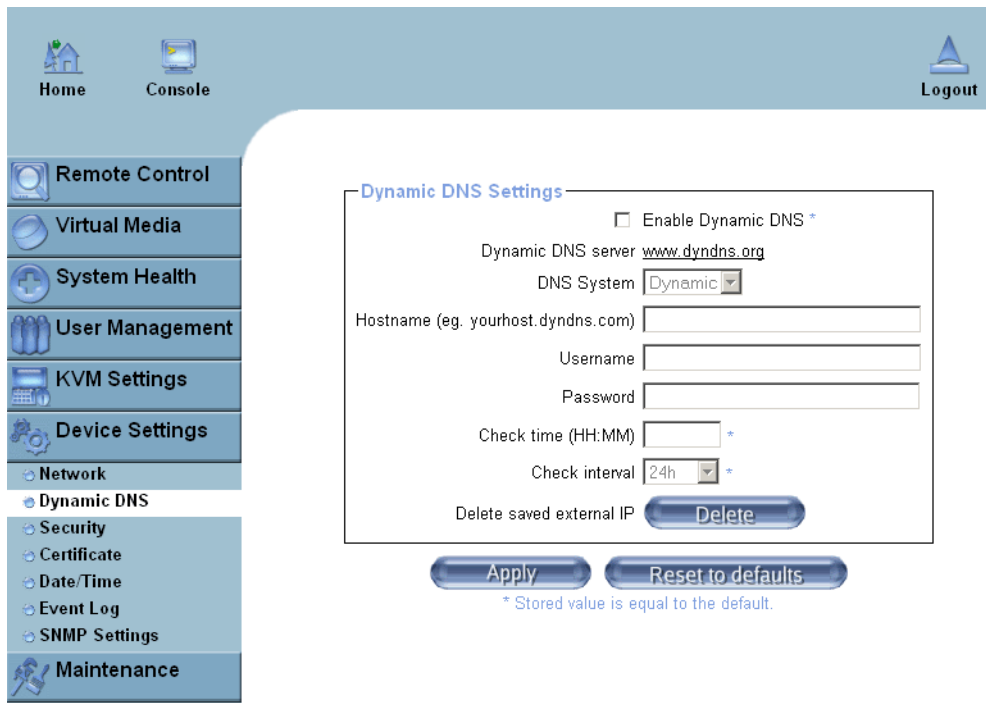 Home
Console
Logout
Remote Control
Virtual Media
System Health
User Management
KVM Settings
Device Settings
Network
Dynamic DNS
Security
Certificate
Date/Time
Event Log
SNMP Settings
Maintenance
Dynamic DNS Settings
Enable Dynamic DNS *
Dynamic DNS server www.dyndns.org
DNS System Dynamic
Hostname (eg. yourhost.dyndns.com)
Username
Password
Check time (HH:MM) *
Check interval 24h *
Delete saved external IP Delete
Apply Reset to defaults
* Stored value is equal to the default.